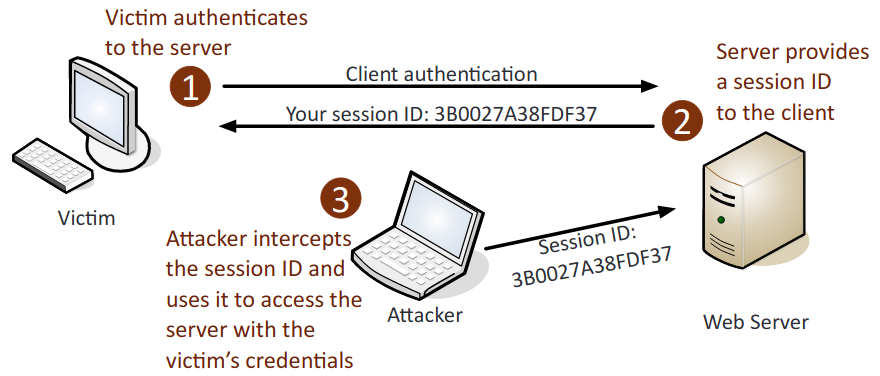 Victim authenticates
to the server
1
Client authentication
Your session ID: 3B0027A38FDF37
Server provides
a session ID
to the client
2
Victim
3
Attacker intercepts
the session ID and
uses it to access the
server with the
victim’s credentials
Attacker
Session ID:
3B0027A38FDF37
Web Server